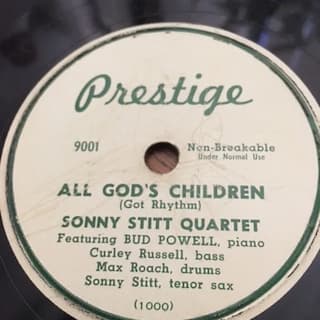 Prestige
9001 Non-Breakable
Under Normal Use
ALL GOD'S CHILDREN
(Got Rhythm)
SONNY STITT QUARTET
Featuring BUD POWELL, piano
Curley Russell, bass
Max Roach, drums
Sonny Stitt, tenor sax
(1000)